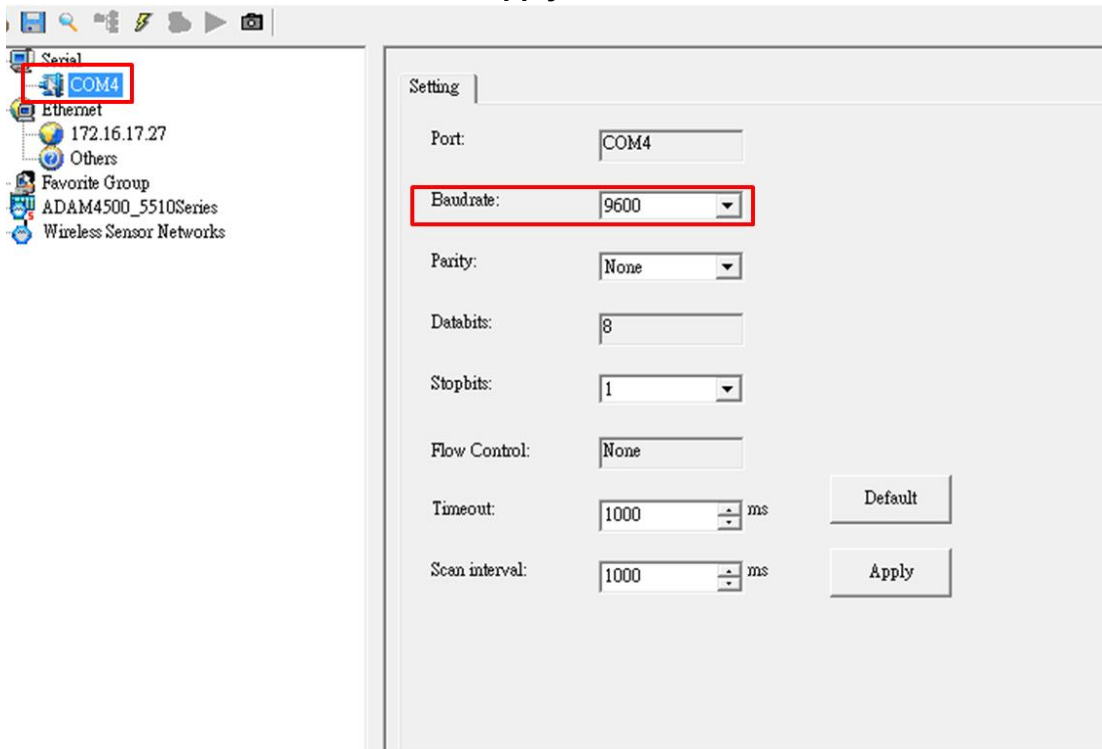 Serial
COM4
Ethernet
172.16.17.27
Others
Favorite Group
ADAM4500_5510Series
Wireless Sensor Networks
Setting
Port: COM4
Baudrate: 9600
Parity: None
Databits: 8
Stopbits: 1
Flow Control: None
Timeout: 1000 ms
Default
Scan interval: 1000 ms
Apply